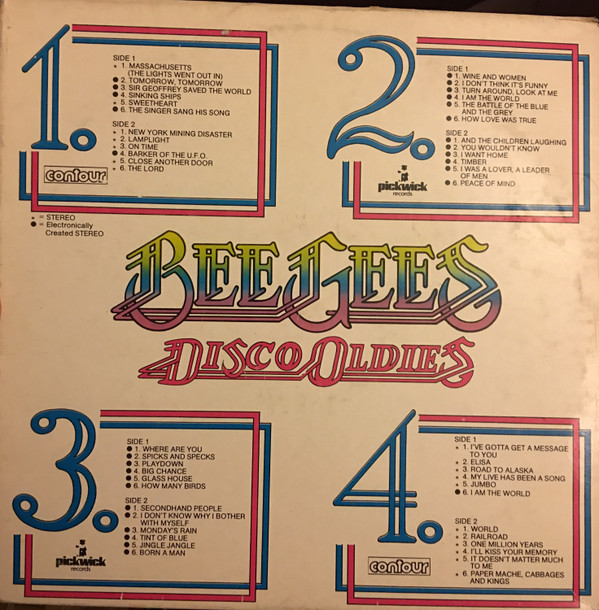 1.
SIDE 1
★ 1. MASSACHUSETTS
(THE LIGHTS WENT OUT IN)
● 2. TOMORROW, TOMORROW
● 3. SIR GEOFFREY SAVED THE WORLD
● 4. SINKING SHIPS
★ 5. SWEETHEART
● 6. THE SINGER SANG HIS SONG
SIDE 2
★ 1. NEW YORK MINING DISASTER
★ 2. LAMPLIGHT
★ 3. ON TIME
● 4. BARKER OF THE U.F.O.
★ 5. CLOSE ANOTHER DOOR
★ 6. THE LORD
contour
★ = STEREO
● = Electronically
Created STEREO
2.
SIDE 1
● 1. WINE AND WOMEN
● 2. I DON'T THINK IT'S FUNNY
● 3. TURN AROUND, LOOK AT ME
● 4. I AM THE WORLD
● 5. THE BATTLE OF THE BLUE
AND THE GREY
● 6. HOW LOVE WAS TRUE
SIDE 2
● 1. AND THE CHILDREN LAUGHING
● 2. YOU WOULDN'T KNOW
● 3. I WANT HOME
● 4. TIMBER
● 5. I WAS A LOVER, A LEADER
OF MEN
● 6. PEACE OF MIND
pickwick
records
BEE GEES
DISCO OLDIES
3.
SIDE 1
● 1. WHERE ARE YOU
● 2. SPICKS AND SPECKS
● 3. PLAYDOWN
● 4. BIG CHANCE
● 5. GLASS HOUSE
● 6. HOW MANY BIRDS
SIDE 2
● 1. SECONDHAND PEOPLE
● 2. I DON'T KNOW WHY I BOTHER
WITH MYSELF
● 3. MONDAY'S RAIN
● 4. TINT OF BLUE
● 5. JINGLE JANGLE
● 6. BORN A MAN
pickwick
records
4.
SIDE 1
★ 1. I'VE GOTTA GET A MESSAGE
TO YOU
★ 2. ELISA
★ 3. ROAD TO ALASKA
★ 4. MY LIVE HAS BEEN A SONG
★ 5. JUMBO
● 6. I AM THE WORLD
SIDE 2
★ 1. WORLD
★ 2. RAILROAD
★ 3. ONE MILLION YEARS
★ 4. I'LL KISS YOUR MEMORY
★ 5. IT DOESN'T MATTER MUCH
TO ME
★ 6. PAPER MACHE, CABBAGES
AND KINGS
contour